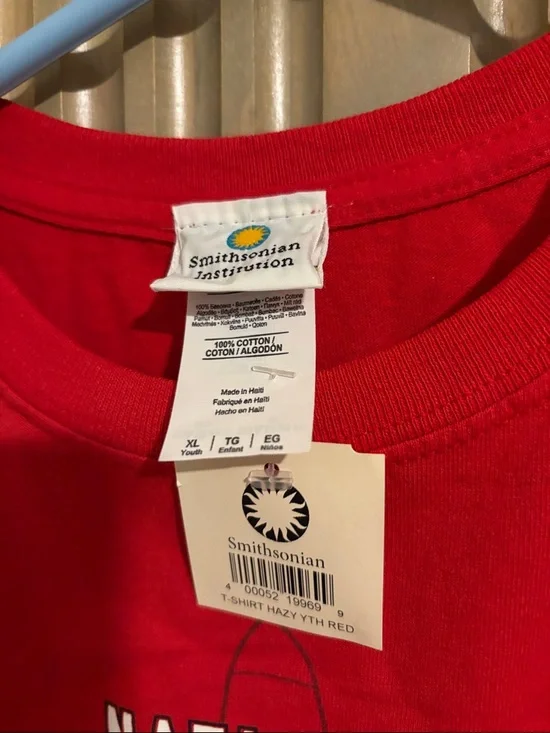 Smithsonian
Institution
100% COTTON /
COTON / ALGODÓN
Made in Haiti
Fabriqué en Haïti
Hecho en Haití
XL | TG | EG
Youth Enfant Niños
Smithsonian
4 00052 19969 9
T-SHIRT HAZY YTH RED